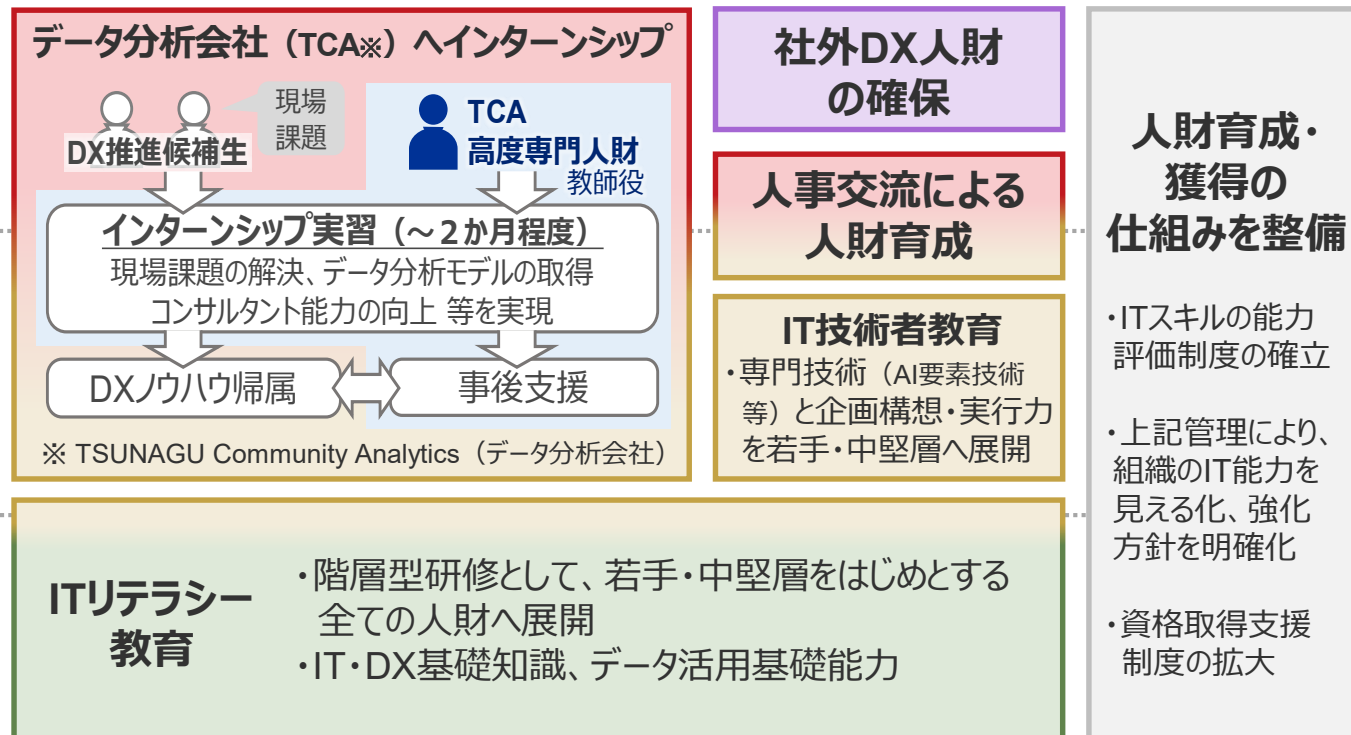 データ分析会社（TCA※）へインターンシップ
現場
課題
DX推進候補生
TCA
高度専門人財
教師役
インターンシップ実習（～２か月程度）
現場課題の解決、データ分析モデルの取得
コンサルタント能力の向上 等を実現
DXノウハウ帰属
事後支援
※ TSUNAGU Community Analytics（データ分析会社）
社外DX人財
の確保
人事交流による
人財育成
IT技術者教育
・専門技術（AI要素技術
等）と企画構想・実行力
を若手・中堅層へ展開
ITリテラシー
教育
・階層型研修として、若手・中堅層をはじめとする
全ての人財へ展開
・IT・DX基礎知識、データ活用基礎能力
人財育成・
獲得の
仕組みを整備
・ITスキルの能力
評価制度の確立
・上記管理により、
組織のIT能力を
見える化、強化
方針を明確化
・資格取得支援
制度の拡大